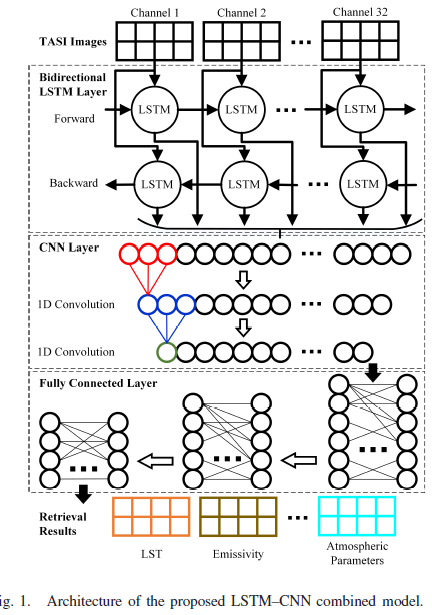 Channel 1 Channel 2 Channel 32
TASI Images
Bidirectional
LSTM Layer
LSTM LSTM LSTM
Forward
Backward
LSTM LSTM LSTM
CNN Layer
1D Convolution
1D Convolution
Fully Connected Layer
Retrieval
Results
LST Emissivity Atmospheric
Parameters
ig. 1. Architecture of the proposed LSTM–CNN combined model.